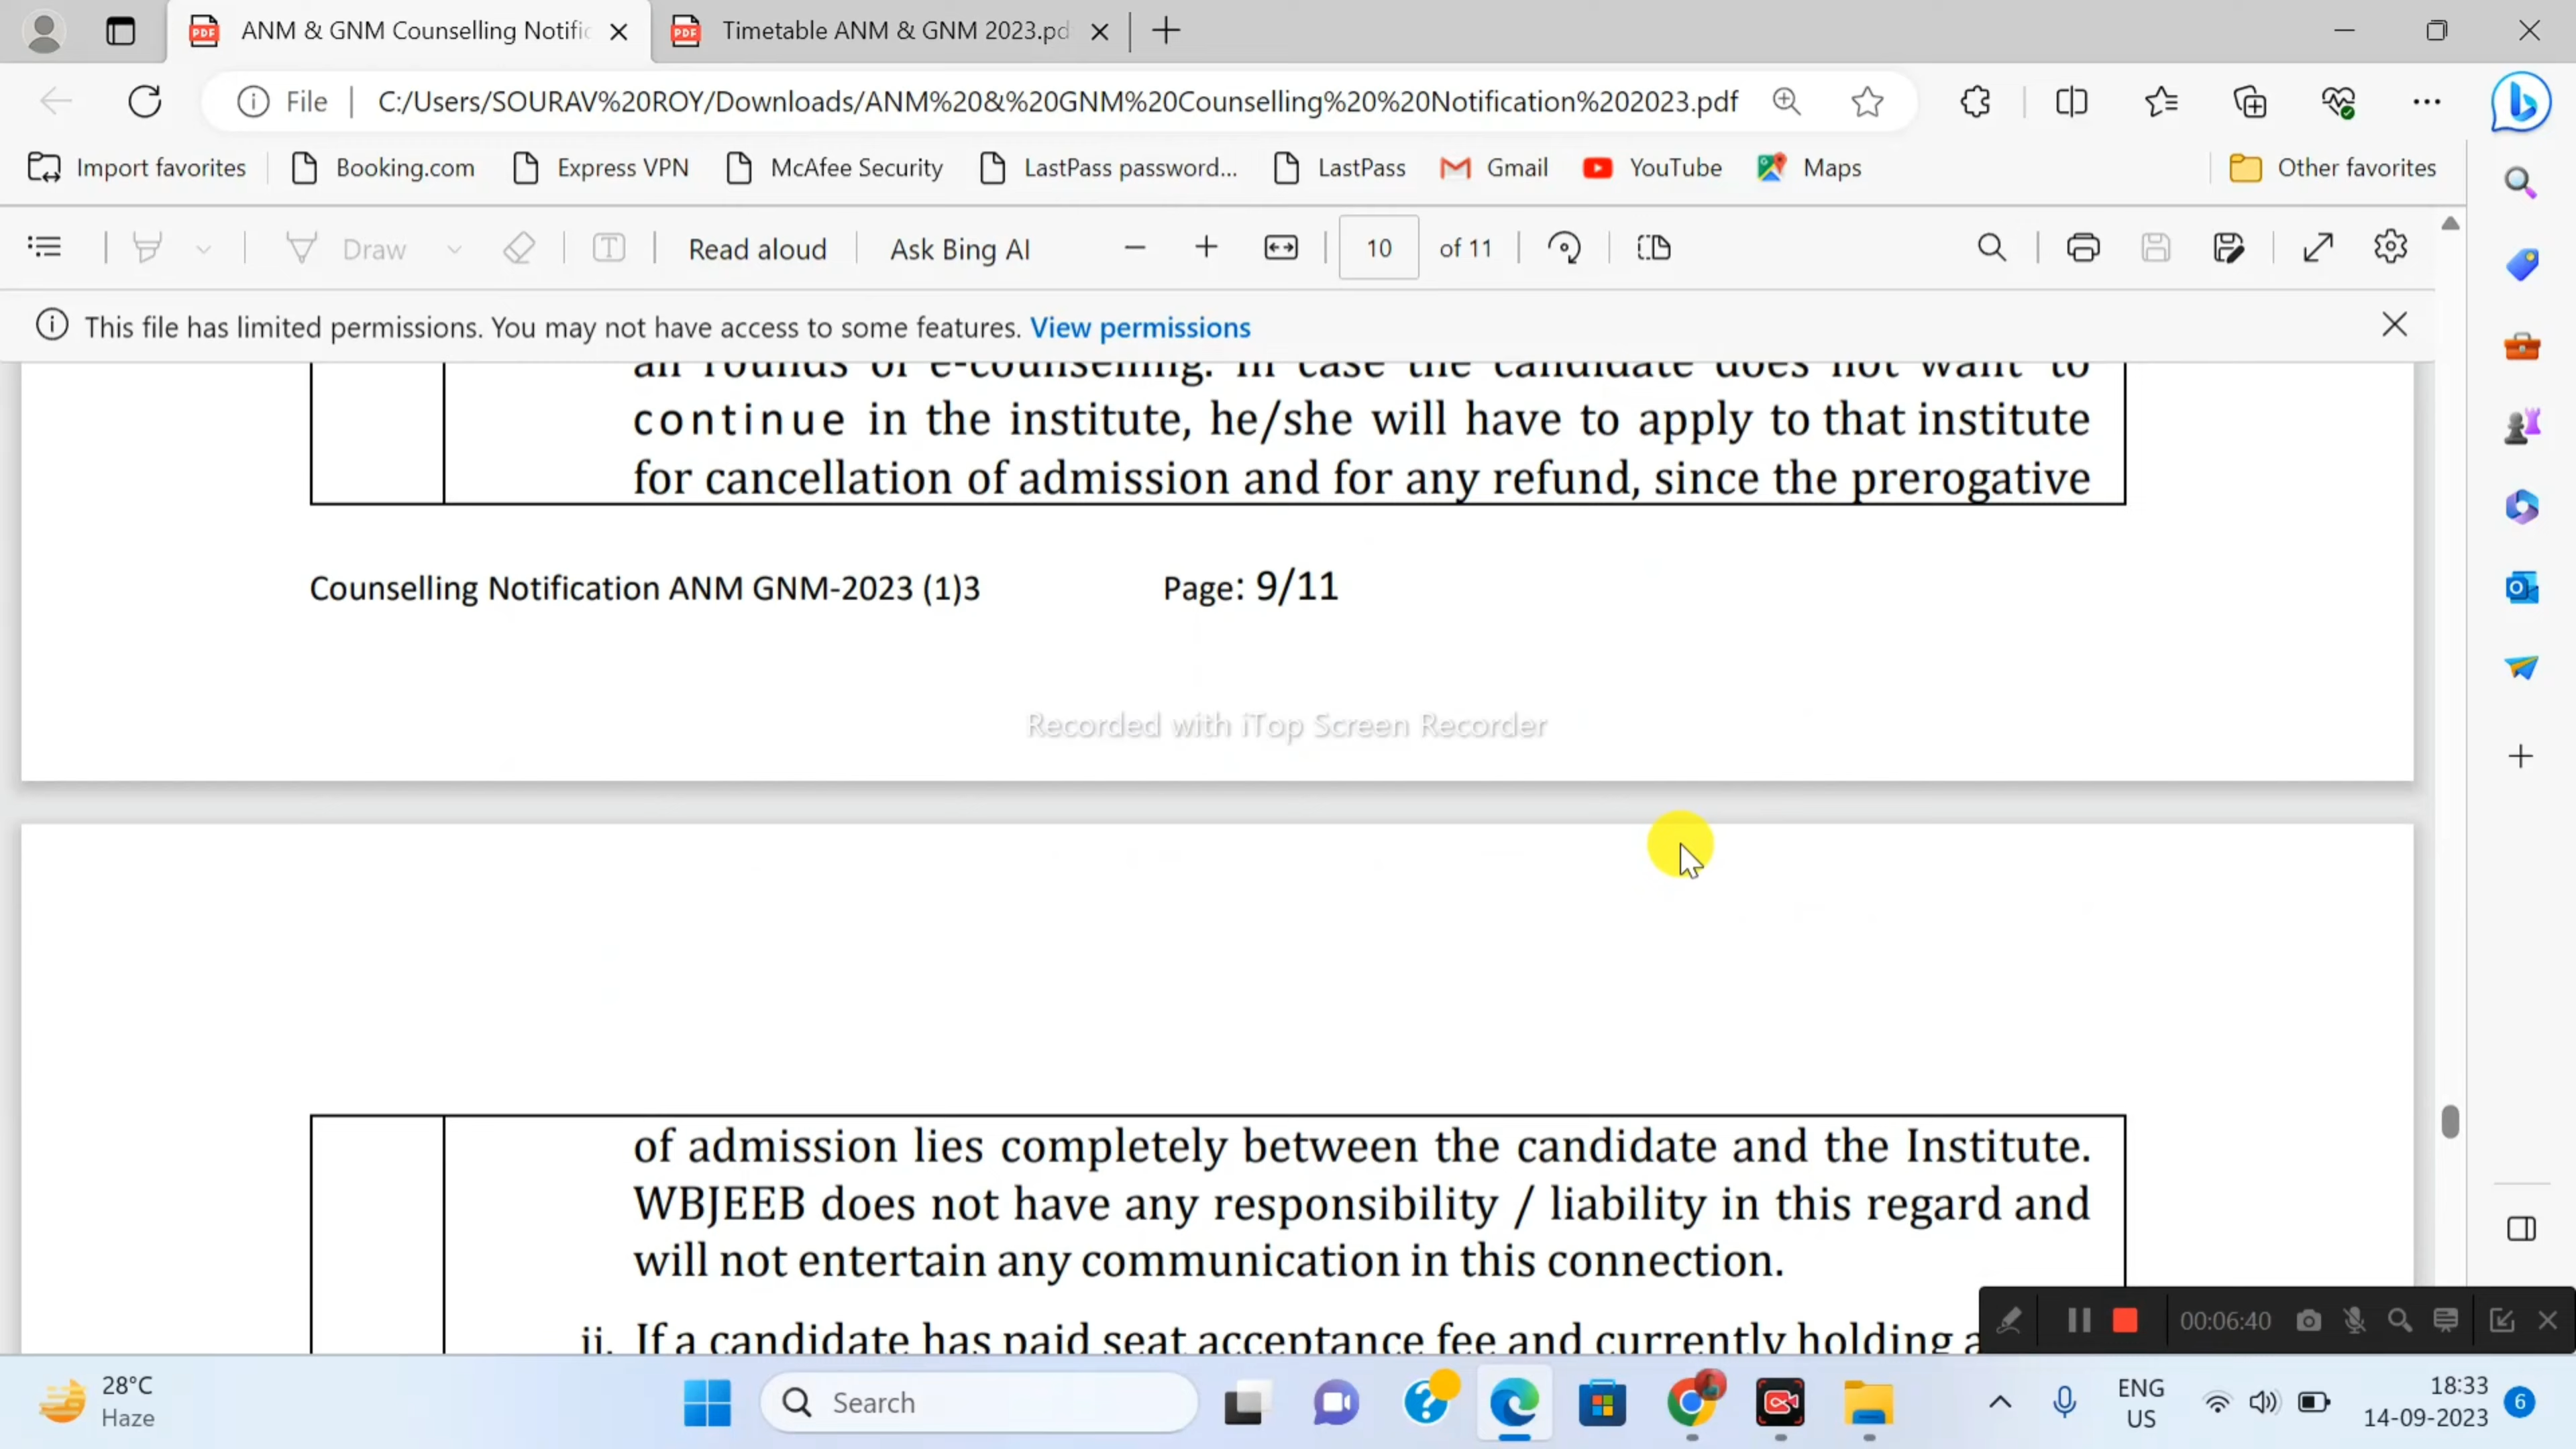 ANM & GNM Counselling Notific
Timetable ANM & GNM 2023.pd
File
C:/Users/SOURAV%20ROY/Downloads/ANM%20&%20GNM%20Counselling%20%20Notification%202023.pdf
Import favorites
Booking.com
Express VPN
McAfee Security
LastPass password...
LastPass
Gmail
YouTube
Maps
Other favorites
Draw
Read aloud
Ask Bing AI
10 of 11
This file has limited permissions. You may not have access to some features. View permissions
all rounds of e-counselling. In case the candidate does not want to
continue in the institute, he/she will have to apply to that institute
for cancellation of admission and for any refund, since the prerogative
Counselling Notification ANM GNM-2023 (1)3 Page: 9/11
Recorded with iTop Screen Recorder
of admission lies completely between the candidate and the Institute.
WBJEEB does not have any responsibility / liability in this regard and
will not entertain any communication in this connection.
ii. If a candidate has paid seat acceptance fee and currently holding a
00:06:40
28°C
Haze
Search
ENG
US
18:33
14-09-2023
6